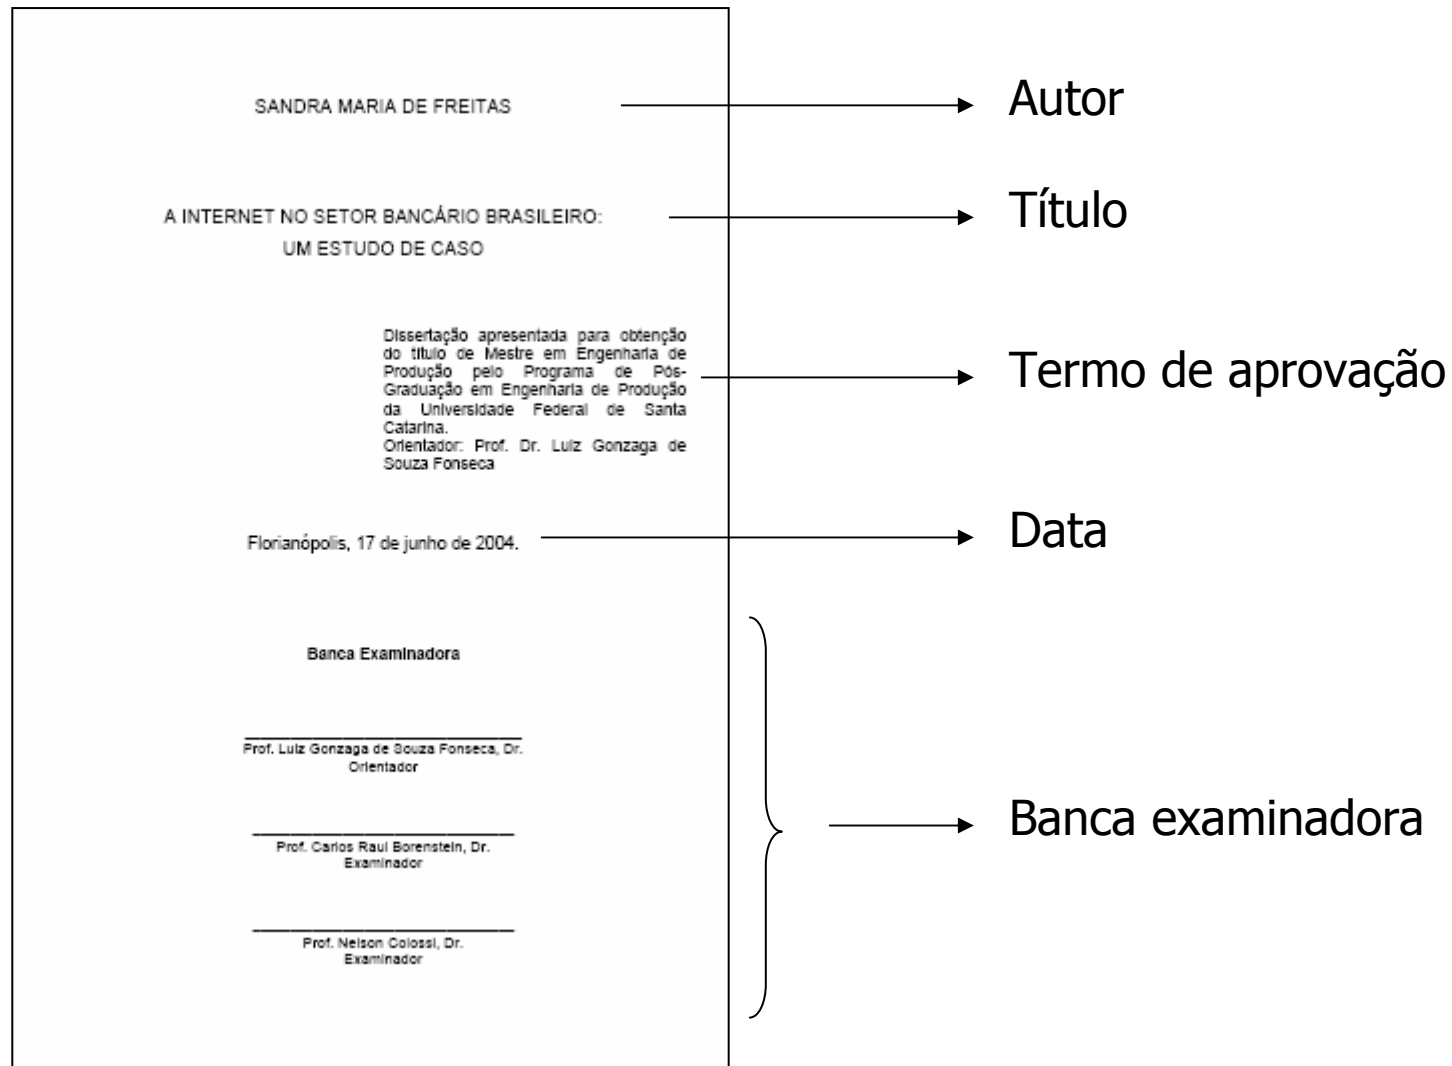 SANDRA MARIA DE FREITAS
Autor
A INTERNET NO SETOR BANCÁRIO BRASILEIRO:
UM ESTUDO DE CASO
Título
Dissertação apresentada para obtenção
do título de Mestre em Engenharia de
Produção pelo Programa de Pós-
Graduação em Engenharia de Produção
da Universidade Federal de Santa
Catarina.
Orientador: Prof. Dr. Luiz Gonzaga de
Souza Fonseca
Termo de aprovação
Florianópolis, 17 de junho de 2004.
Data
Banca Examinadora
Prof. Luiz Gonzaga de Souza Fonseca, Dr.
Orientador
Prof. Carlos Raul Borenstein, Dr.
Examinador
Prof. Nelson Colossi, Dr.
Examinador
Banca examinadora